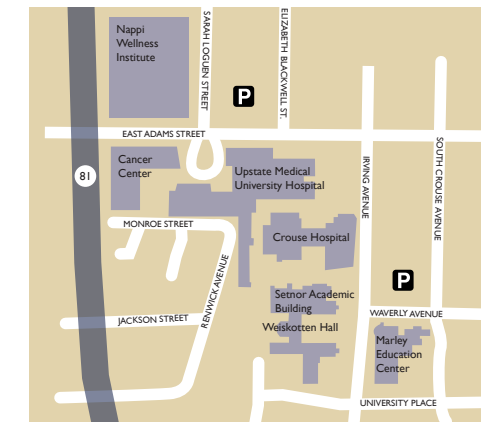 Nappi
Wellness
Institute
SARAH LOGUEN STREET
ELIZABETH BLACKWELL ST.
P
EAST ADAMS STREET
Cancer
Center
81
Upstate Medical
University Hospital
IRVING AVENUE
SOUTH CROUSE AVENUE
MONROE STREET
Crouse Hospital
RENWICK AVENUE
P
Setnor Academic
Building
WAVERLY AVENUE
JACKSON STREET
Weiskotten Hall
Marley
Education
Center
UNIVERSITY PLACE